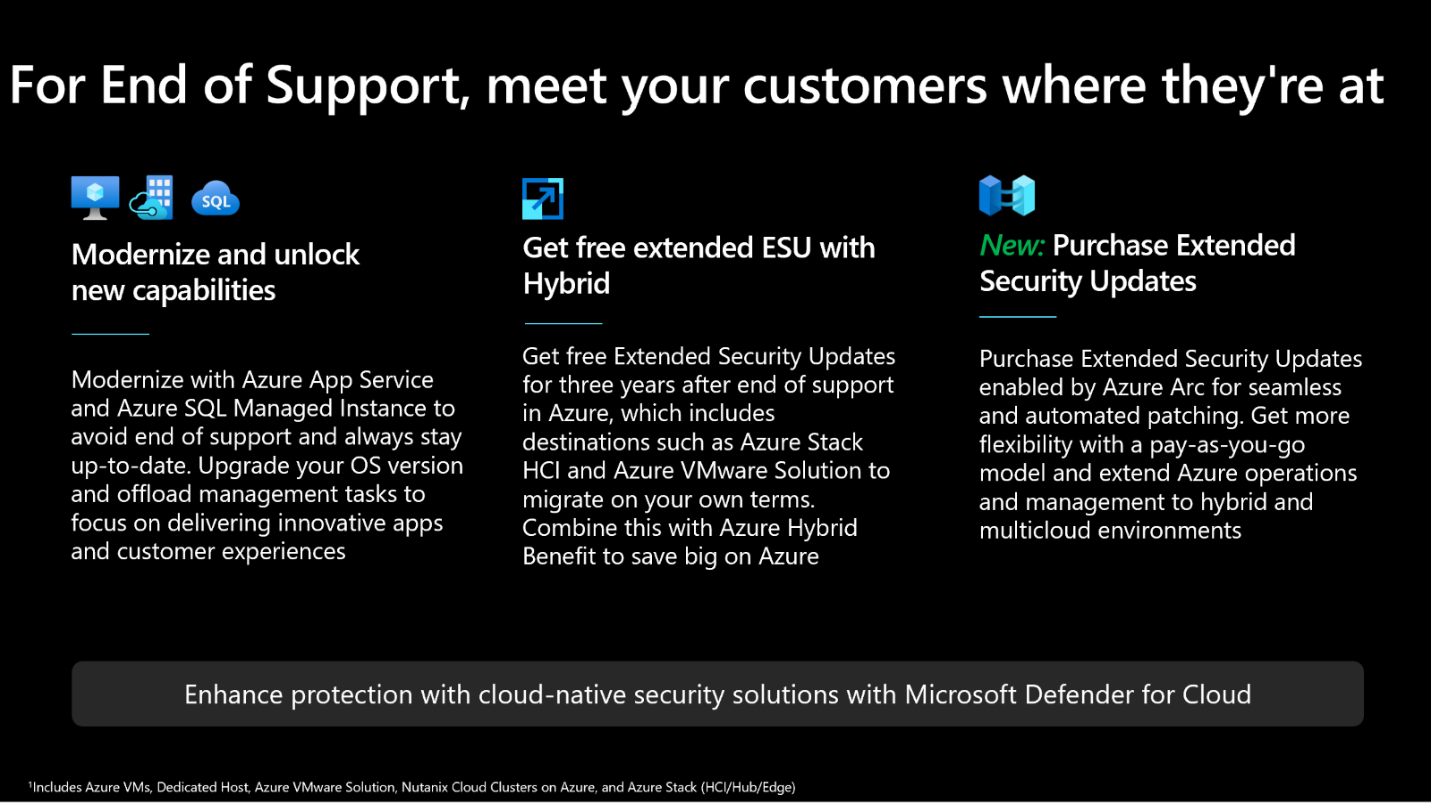 For End of Support, meet your customers where they're at
SQL
Modernize and unlock
new capabilities
Modernize with Azure App Service
and Azure SQL Managed Instance to
avoid end of support and always stay
up-to-date. Upgrade your OS version
and offload management tasks to
focus on delivering innovative apps
and customer experiences
Get free extended ESU with
Hybrid
Get free Extended Security Updates
for three years after end of support
in Azure, which includes
destinations such as Azure Stack
HCI and Azure VMware Solution to
migrate on your own terms.
Combine this with Azure Hybrid
Benefit to save big on Azure
New: Purchase Extended
Security Updates
Purchase Extended Security Updates
enabled by Azure Arc for seamless
and automated patching. Get more
flexibility with a pay-as-you-go
model and extend Azure operations
and management to hybrid and
multicloud environments
Enhance protection with cloud-native security solutions with Microsoft Defender for Cloud
¹Includes Azure VMs, Dedicated Host, Azure VMware Solution, Nutanix Cloud Clusters on Azure, and Azure Stack (HCI/Hub/Edge)